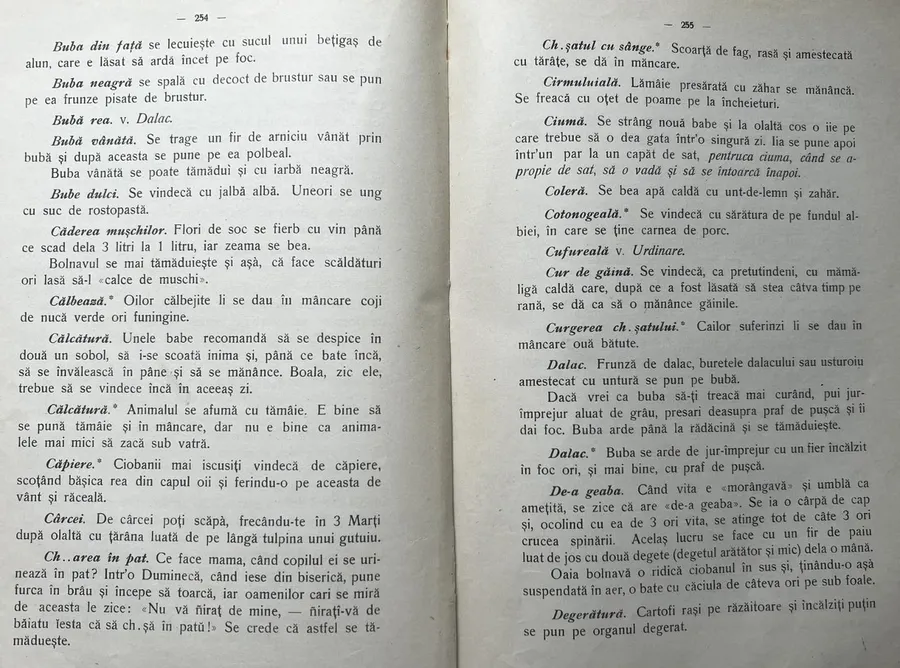 — 254 —
Buba din față se lecuiește cu sucul unui bețigaș de
alun, care e lăsat să ardă încet pe foc.
Buba neagră se spală cu decoct de brustur sau se pun
pe ea frunze pisate de brustur.
Bubă rea. v. Dalac.
Bubă vânătă. Se trage un fir de arniciu vânăt prin
bubă și după aceasta se pune pe ea polbeal.
Buba vânătă se poate tămădui și cu iarbă neagră.
Bube dulci. Se vindecă cu jalbă albă. Uneori se ung
cu suc de rostopastă.
Căderea mușchilor. Flori de soc se fierb cu vin până
ce scad dela 3 litri la 1 litru, iar zeama se bea.
Bolnavul se mai tămăduiește și așà, că face scăldături
ori lasă să-l «calce de muschi».
Călbează.* Oilor călbejite li se dau în mâncare coji
de nucă verde ori funingine.
Călcătură. Unele babe recomandă să se despice în
două un sobol, să i-se scoată inima și, până ce bate încă,
să se învălească în pâne și să se mănânce. Boala, zic ele,
trebue să se vindece încă în aceeaș zi.
Călcătură.* Animalul se afumă cu tămâie. E bine să
se pună tămâie și in mâncare, dar nu e bine ca anima-
lele mai mici să zacă sub vatră.
Căpiere.* Ciobanii mai iscusiți vindecă de căpiere,
scoțând bășica rea din capul oii și ferindu-o pe aceasta de
vânt și răceală.
Cârcei. De cârcei poți scăpà, frecându-te în 3 Marți
după olaltă cu țărâna luată de pe lângă tulpina unui gutuiu.
Ch..area în pat. Ce face mama, când copilul ei se uri-
nează în pat? Intr'o Duminecă, când iese din biserică, pune
furca in brâu și începe să toarcă, iar oamenilor cari se miră
de aceasta le zice: «Nu vă ñiraț de mine, — ñirați-vă de
băiatu ĭesta că să ch.șă în patŭ!» Se crede că astfel se tă-
mădueşte.
— 255 —
Ch.șatul cu sânge.* Scoarță de fag, rasă și amestecată
cu tărâțe, se dă în mâncare.
Cirmuluială. Lămâie presărată cu zăhar se mănâncă.
Se freacă cu oțet de poame pe la încheieturi.
Ciumă. Se strâng nouă babe și la olaltă cos o iie pe
care trebue să o dea gata într'o singură zi. Iia se pune apoi
într'un par la un capăt de sat, pentruca ciuma, când se a-
propie de sat, să o vadă și să se întoarcă înapoi.
Coleră. Se bea apă caldă cu unt-de-lemn și zahăr.
Cotonogeală.* Se vindecă cu sărătura de pe fundul al-
biei, în care se ține carnea de porc.
Cufureală v. Urdinare.
Cur de găină. Se vindecă, ca pretutindeni, cu mămă-
ligă caldă care, după ce a fost lăsată să stea câtva timp pe
rană, se dă ca să o mănânce găinile.
Curgerea ch.șatului.* Cailor suferinzi li se dau în
mâncare ouă bătute.
Dalac. Frunză de dalac, buretele dalacului sau usturoiu
amestecat cu untură se pun pe bubă.
Dacă vrei ca buba să-ți treacă mai curând, pui jur-
împrejur aluat de grâu, presari deasupra praf de pușcă și îi
dai foc. Buba arde până la rădăcină și se tămăduiește.
Dalac.* Buba se arde de jur-împrejur cu un fier încălzit
în foc ori, și mai bine, cu praf de pușcă.
De-a geaba. Când vita e «morângavă» și umblă ca
amețită, se zice că are «de-a geaba». Se ia o cârpă de cap
și, ocolind cu ea de 3 ori vita, se atinge tot de câte 3 ori
crucea spinării. Acelaș lucru se face cu un fir de paiu
luat de jos cu două degete (degetul arătător și mic) dela o mână.
Oaia bolnavă o ridică ciobanul în sus și, ținându-o așà
suspendată în aer, o bate cu căciula de câteva ori pe sub foale.
Degerătură. Cartofi rași pe răzăitoare și încălziți puțin
se pun pe organul degerat.